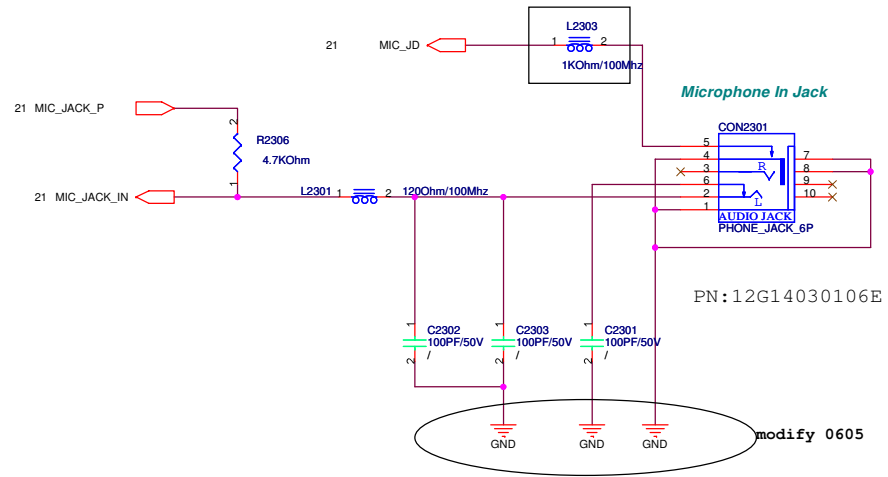 L2303
1 2
21 MIC_JD
1KOhm/100Mhz
Microphone In Jack
21 MIC_JACK_P
2
R2306
4.7KOhm
1
CON2301
5
4
3
6
2
1
R
L
7
8
9
10
AUDIO JACK
PHONE_JACK_6P
21 MIC_JACK_IN
L2301 1 2 120Ohm/100Mhz
PN:12G14030106E
1
C2302
100PF/50V
/
2
1
C2303
100PF/50V
/
2
1
C2301
100PF/50V
2
GND
GND
GND
modify 0605